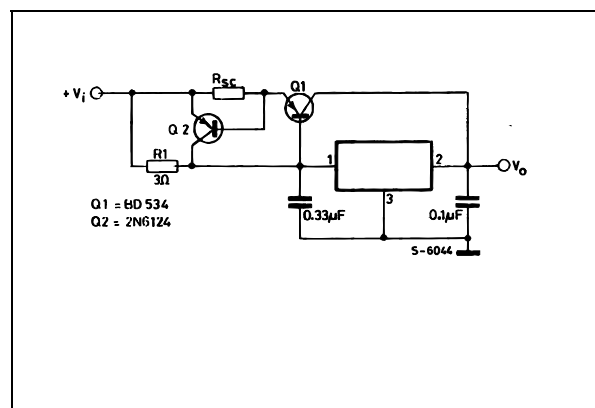 Rsc
Q1
+ Vi
Q2
R1
3Ω
1
2
Vo
3
Q1 = BD 534
Q2 = 2N6124
0.33µF
0.1µF
S-6044